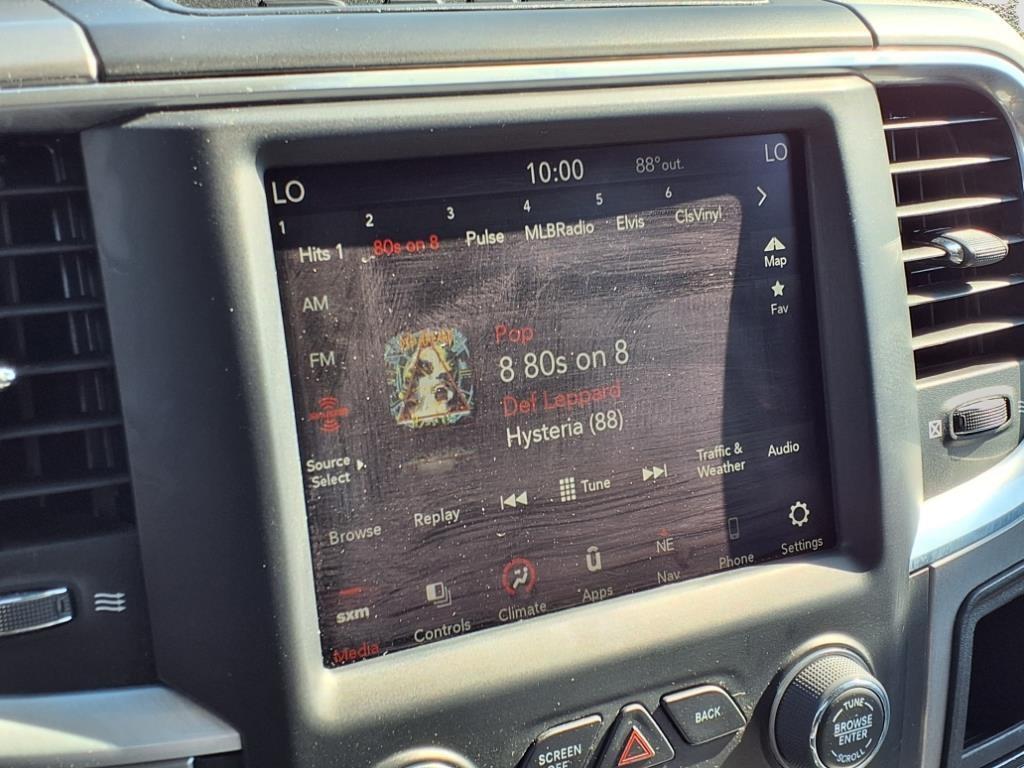 LO 10:00 88°out. LO
1 2 3 4 5 6
Hits 1 80s on 8 Pulse MLBRadio Elvis ClsVinyl
AM
Map
Fav
FM
Pop
8 80s on 8
Def Leppard
Hysteria (88)
Source
Select
Browse
Replay
Tune
Traffic &
Weather
Audio
sxm
Media
Controls
Climate
Apps
NE
Nav
Phone
Settings
SCREEN
OFF
BACK
TUNE
BROWSE
ENTER
SCROLL